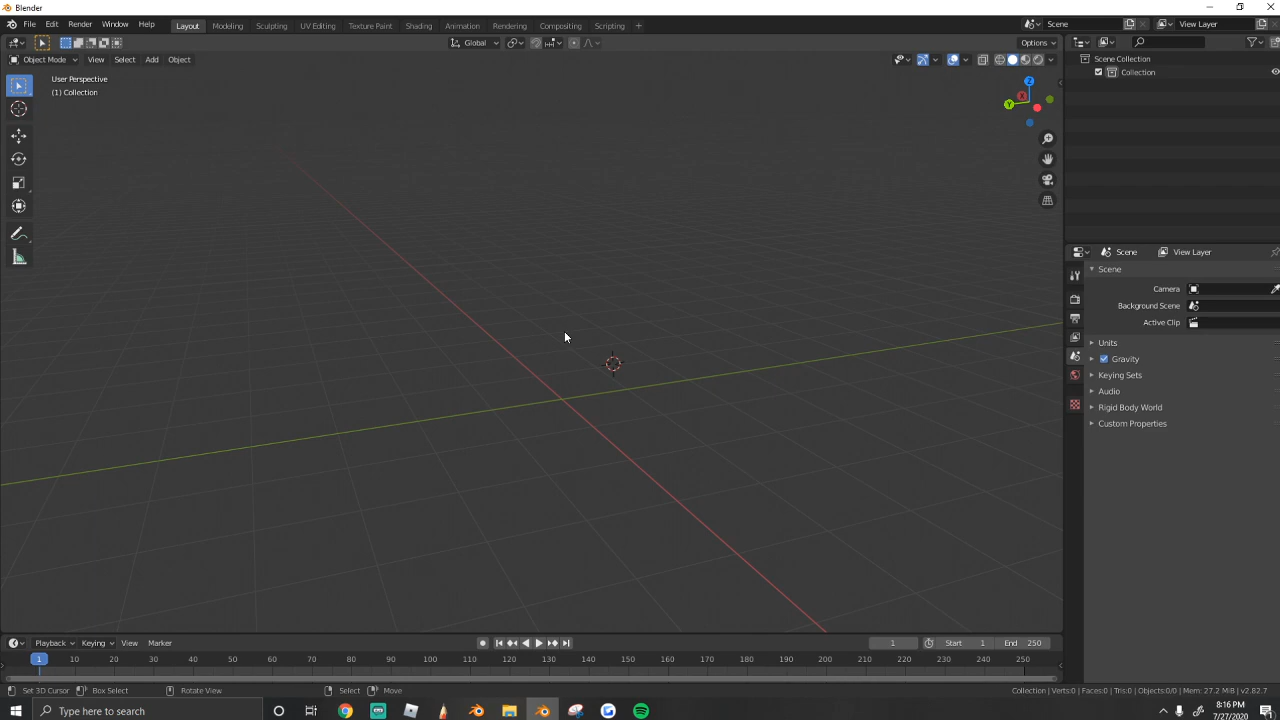 Blender
File Edit Render Window Help Layout Modeling Sculpting UV Editing Texture Paint Shading Animation Rendering Compositing Scripting + Scene View Layer
Global Options
Object Mode View Select Add Object
User Perspective
(1) Collection
Z
X
Y
Scene Collection
Collection
Scene View Layer
Scene
Camera
Background Scene
Active Clip
Units
Gravity
Keying Sets
Audio
Rigid Body World
Custom Properties
Playback Keying View Marker 1 Start 1 End 250
1 10 20 30 40 50 60 70 80 90 100 110 120 130 140 150 160 170 180 190 200 210 220 230 240 250
Set 3D Cursor Box Select Rotate View Select Move Collection | Verts:0 | Faces:0 | Tris:0 | Objects:0/0 | Mem: 27.2 MiB | v2.82.7
Type here to search
8:16 PM
7/27/2020